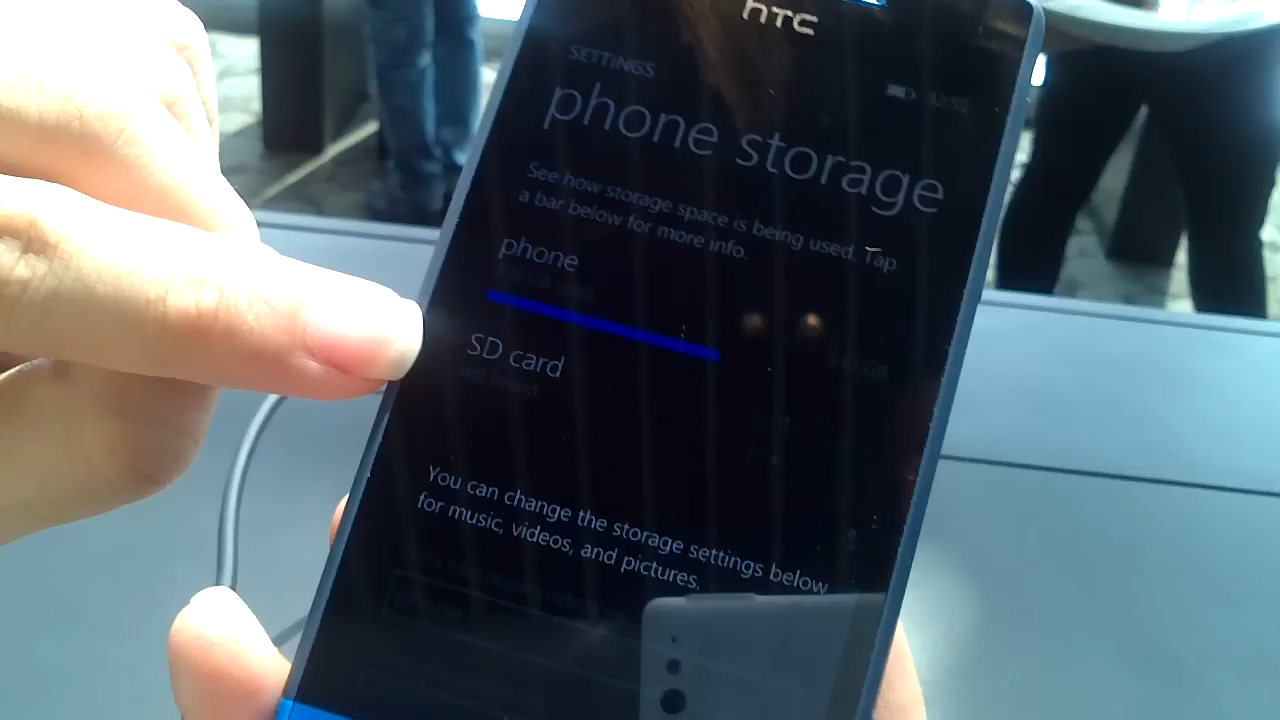 hTC
SETTINGS
phone storage
See how storage space is being used. Tap
a bar below for more info.
phone
SD card
not found
You can change the storage settings below
for music, videos, and pictures.